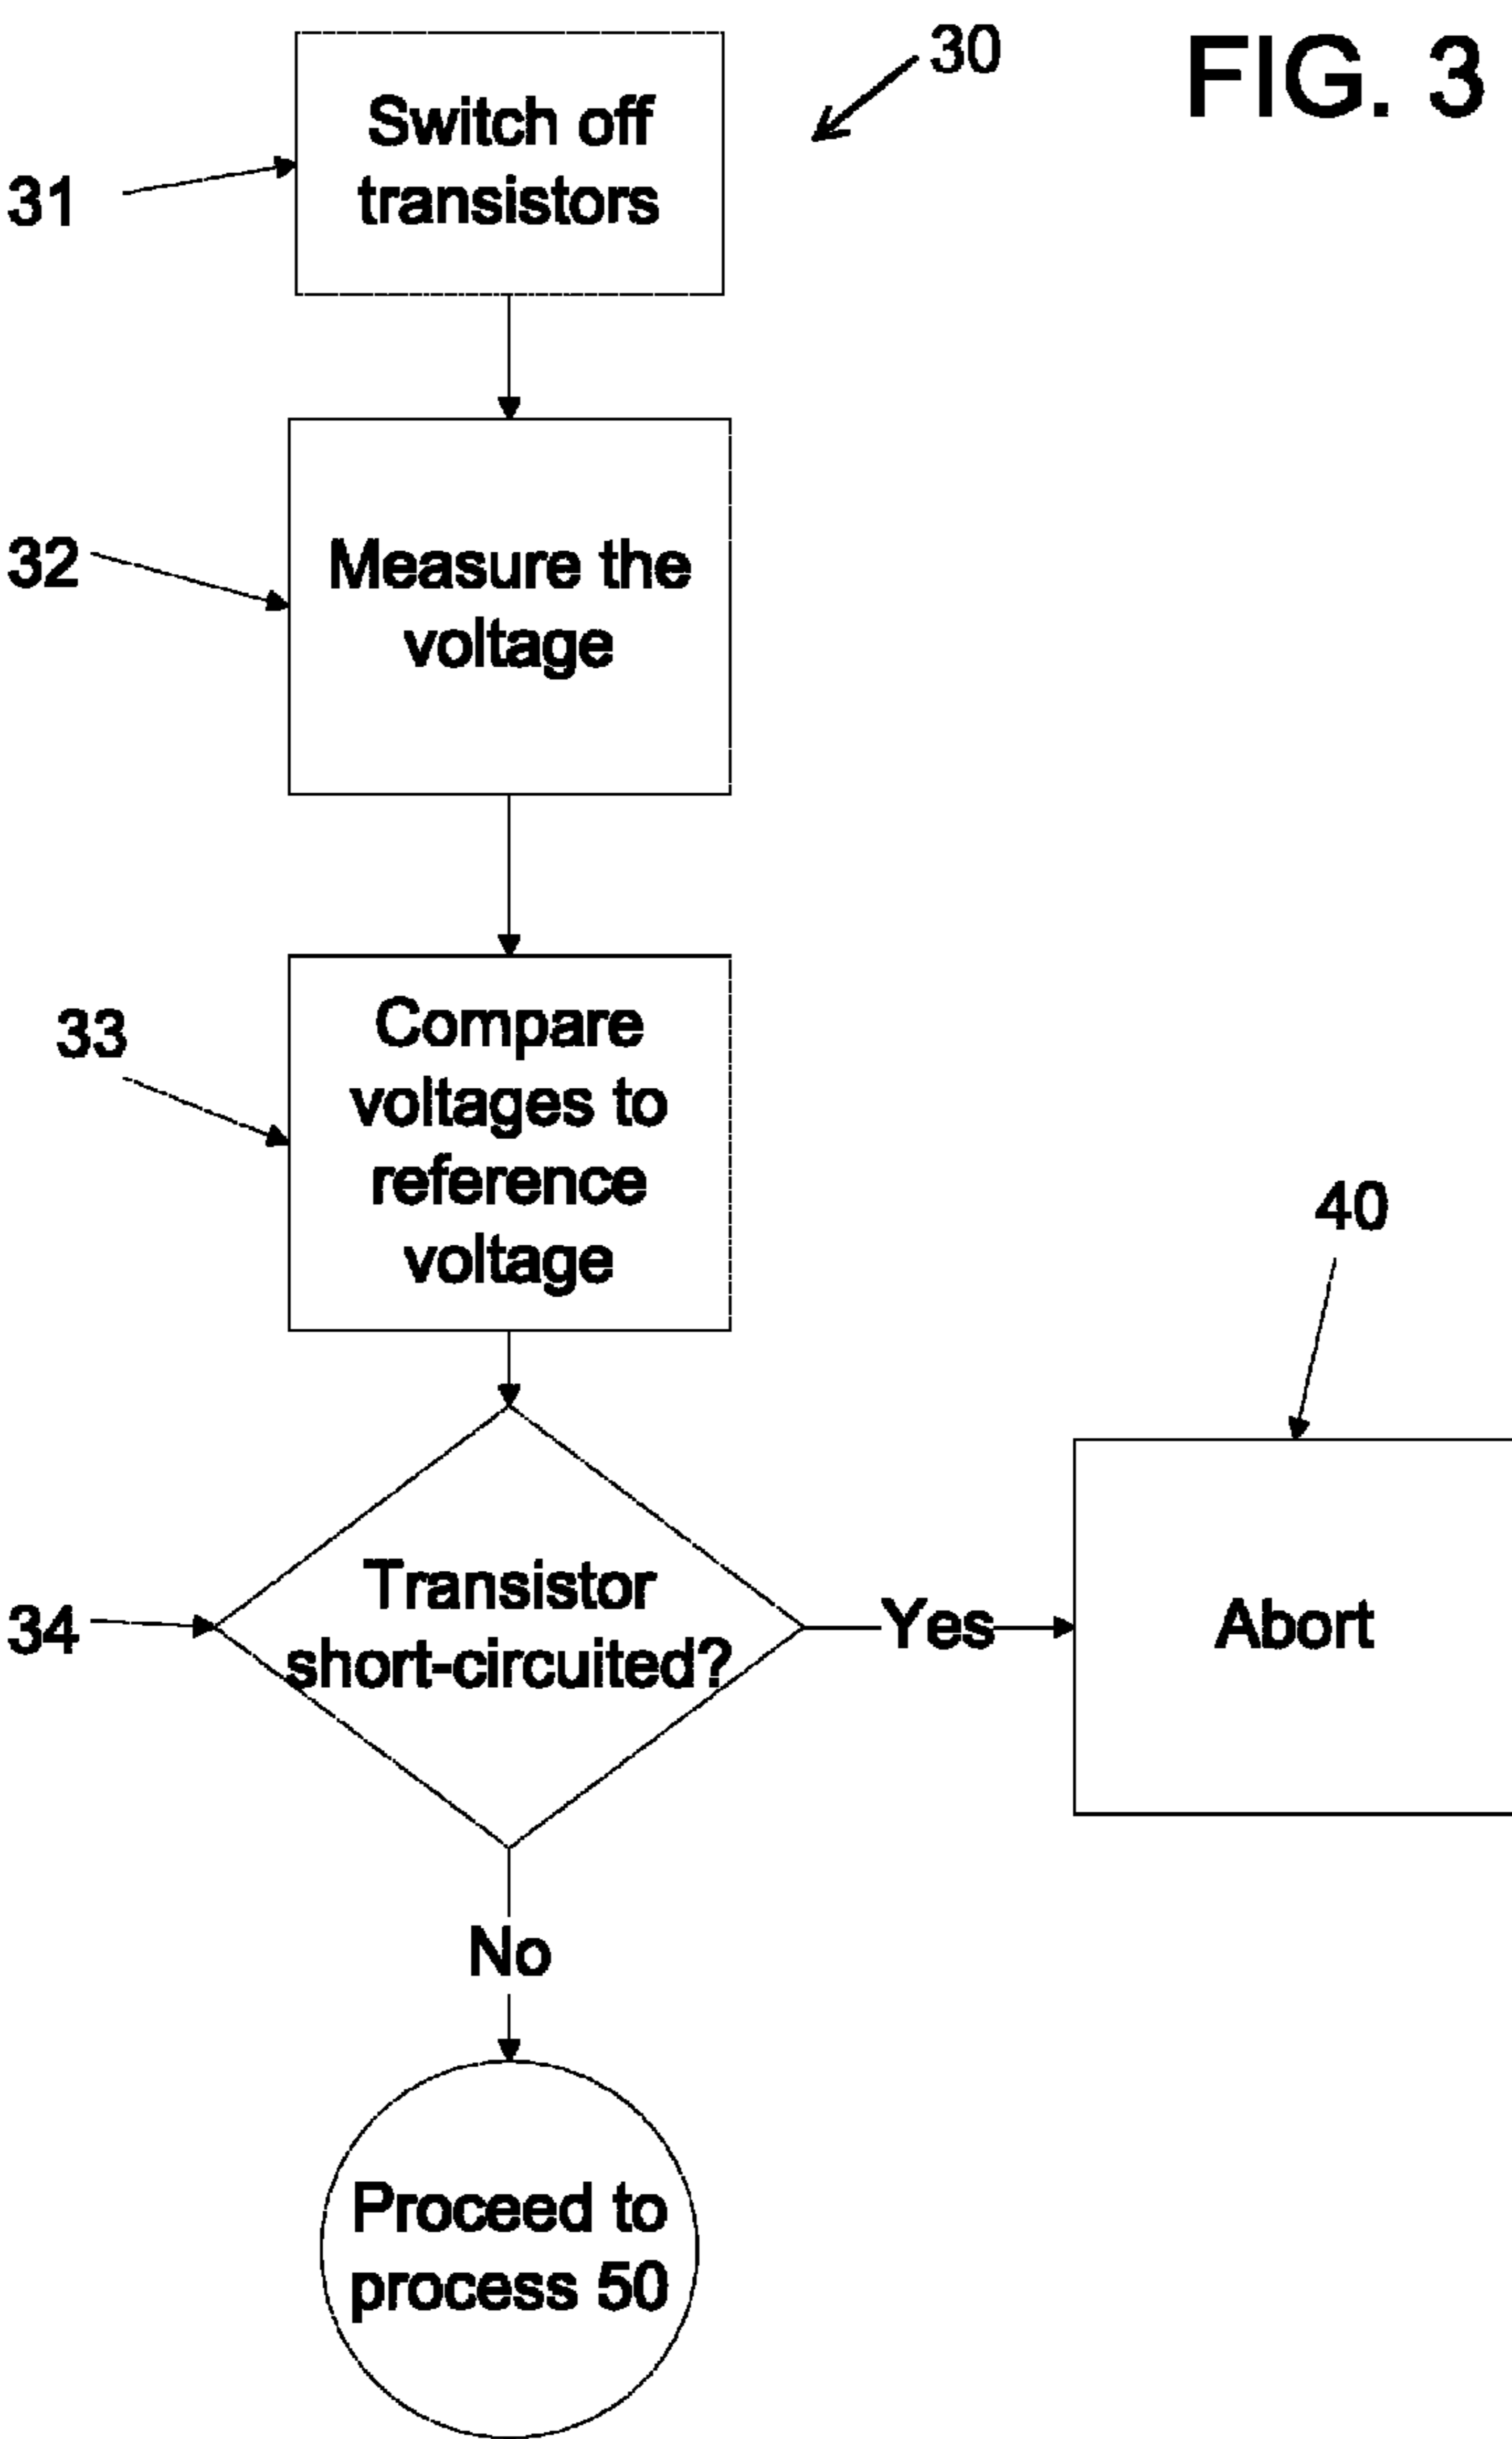 FIG. 3
30
31
Switch off
transistors
32
Measure the
voltage
33
Compare
voltages to
reference
voltage
40
34
Transistor
short-circuited?
Yes
Abort
No
Proceed to
process 50